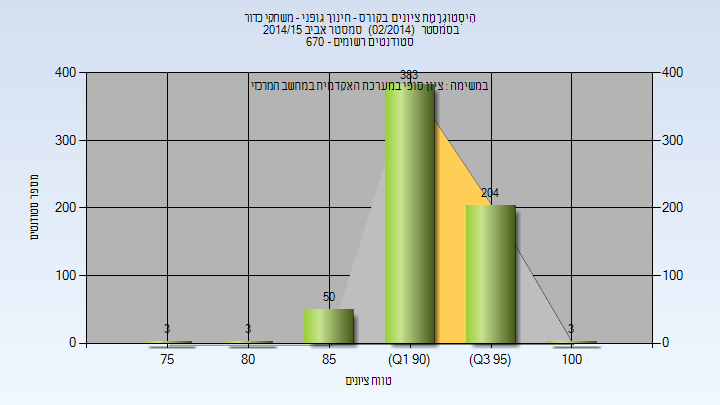 היסטוגרמת ציונים בקורס - חינוך גופני - משחקי כדור
בסמסטר (02/2014) סמסטר אביב 2014/15
סטודנטים רשומים - 670
במשימה : ציון סופי במערכת האקדמית במחשב המרכזי
מספר סטודנטים
400
300
200
100
0
400
300
200
100
0
3
3
50
383
204
3
75
80
85
(Q1 90)
(Q3 95)
100
טווח ציונים